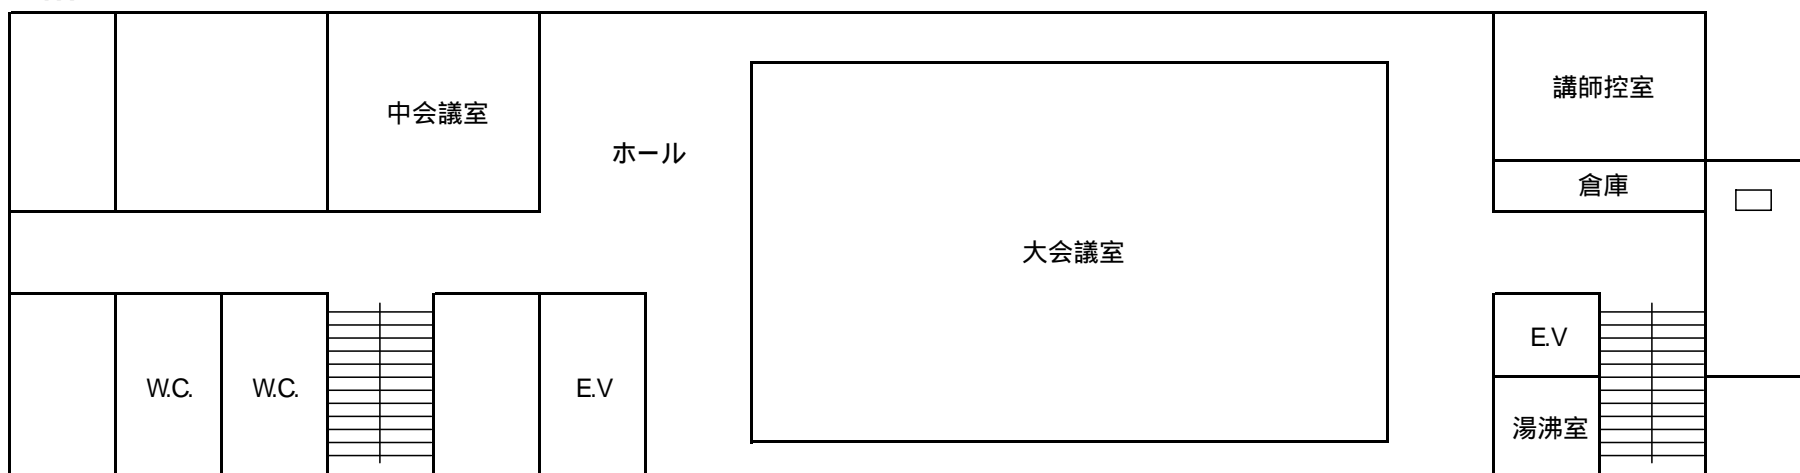 中会議室
ホール
講師控室
倉庫
大会議室
E.V
W.C.
W.C.
E.V
湯沸室